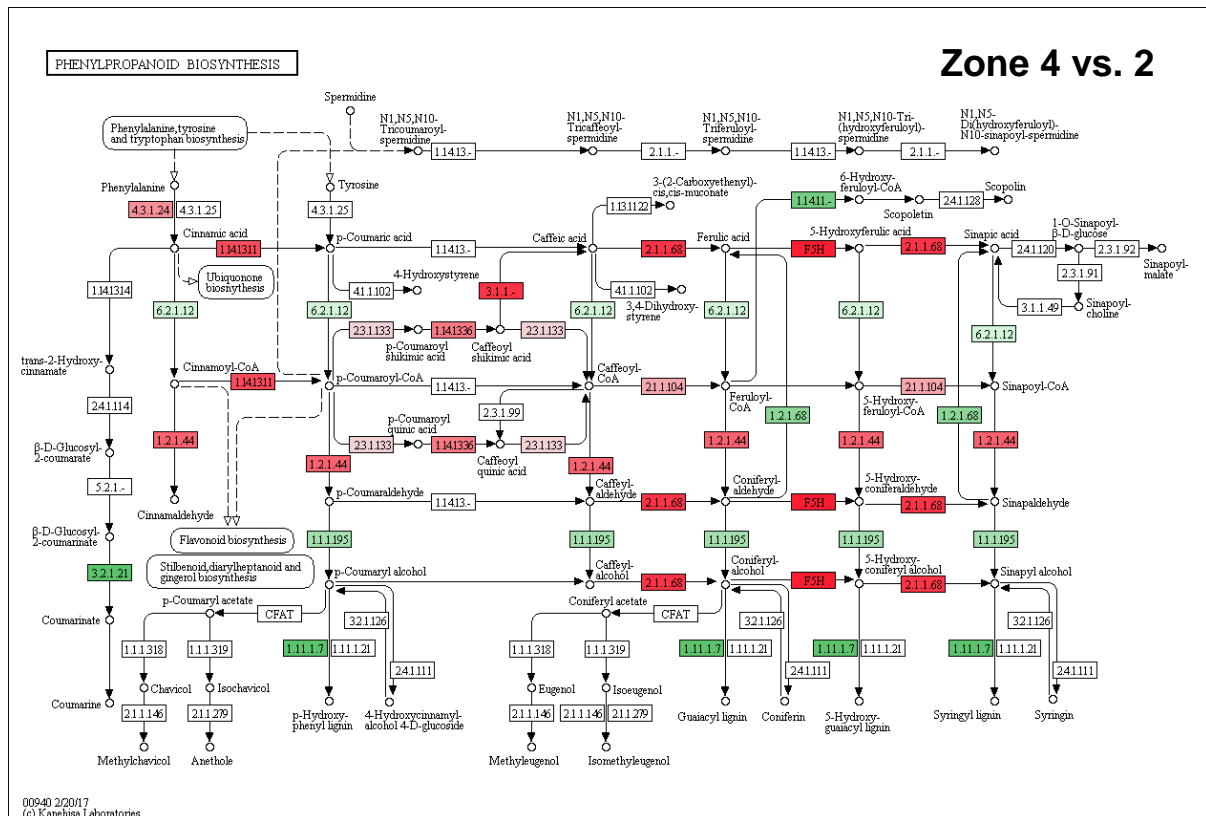 PHENYLPROPANOID BIOSYNTHESIS
Zone 4 vs. 2
Spermidine
Phenylalanine,tyrosine
and tryptophan biosynthesis
N1,N5,N10-
Tricoumaroyl-
spermidine
1.14.13.-
N1,N5,N10-
Tricaffeoyl-
spermidine
2.1.1.-
N1,N5,N10-
Triferuloyl-
spermidine
1.14.13.-
N1,N5,N10-Tri-
(hydroxyferuloyl)-
spermidine
2.1.1.-
N1,N5-
Di(hydroxyferuloyl)-
N10-sinapoyl-spermidine
Phenylalanine
Tyrosine
4.3.1.24
4.3.1.25
4.3.1.25
3-(2-Carboxyethenyl)-
cis,cis-muconate
1.13.11.22
1.14.11.-
6-Hydroxy-
feruloyl-CoA
Scopoletin
2.4.1.128
Scopolin
Cinnamic acid
1.14.13.11
p-Coumaric acid
1.14.13.-
Caffeic acid
2.1.1.68
Ferulic acid
F5H
5-Hydroxyferulic acid
2.1.1.68
Sinapic acid
2.4.1.120
1-O-Sinapoyl-
β-D-glucose
2.3.1.92
Sinapoyl-
malate
2.3.1.91
3.1.1.49
Sinapoyl-
choline
Ubiquonone
biosnythesis
4-Hydroxystyrene
4.1.1.102
3.1.1.-
4.1.1.102
3,4-Dihydroxy-
styrene
1.14.13.14
6.2.1.12
6.2.1.12
6.2.1.12
6.2.1.12
6.2.1.12
6.2.1.12
2.3.1.133
1.14.13.36
2.3.1.133
p-Coumaroyl
shikimic acid
Caffeoyl
shikimic acid
trans-2-Hydroxy-
cinnamate
Cinnamoyl-CoA
1.14.13.11
p-Coumaroyl-CoA
1.14.13.-
Caffeoyl-
CoA
2.1.1.104
Feruloyl-
CoA
5-Hydroxy-
feruloyl-CoA
2.1.1.104
Sinapoyl-CoA
2.4.1.114
2.3.1.99
1.2.1.68
1.2.1.68
p-Coumaroyl
quinic acid
2.3.1.133
1.14.13.36
2.3.1.133
Caffeoyl
quinic acid
1.2.1.44
1.2.1.44
1.2.1.44
1.2.1.44
1.2.1.44
1.2.1.44
β-D-Glucosyl-
2-coumarate
5.2.1.-
Cinnamaldehyde
p-Coumaraldehyde
1.14.13.-
Caffeyl-
aldehyde
2.1.1.68
Coniferyl-
aldehyde
F5H
5-Hydroxy-
coniferaldehyde
2.1.1.68
Sinapaldehyde
β-D-Glucosyl-
2-coumarinate
Flavonoid biosynthesis
Stilbenoid,diarylheptanoid and
gingerol biosynthesis
1.1.1.195
1.1.1.195
1.1.1.195
1.1.1.195
1.1.1.195
3.2.1.21
p-Coumaryl alcohol
Caffeyl-
alcohol
2.1.1.68
Coniferyl-
alcohol
F5H
5-Hydroxy-
coniferyl alcohol
2.1.1.68
Sinapyl alcohol
Coumarinate
p-Coumaryl acetate
CFAT
Coniferyl acetate
CFAT
3.2.1.126
3.2.1.126
3.2.1.126
1.1.1.318
1.1.1.319
1.11.1.7
1.11.1.21
2.4.1.111
1.1.1.318
1.1.1.319
1.11.1.7
1.11.1.21
2.4.1.111
1.11.1.7
1.11.1.21
1.11.1.7
1.11.1.21
2.4.1.111
Coumarine
Chavicol
Isochavicol
Eugenol
Isoeugenol
2.1.1.146
2.1.1.279
p-Hydroxy-
phenyl lignin
4-Hydroxycinnamyl-
alcohol 4-D-glucoside
2.1.1.146
2.1.1.146
2.1.1.279
Guaiacyl lignin
Coniferin
5-Hydroxy-
guaiacyl lignin
Syringyl lignin
Syringin
Methylchavicol
Anethole
Methyleugenol
Isomethyleugenol
00940 2/20/17
(c) Kanehisa Laboratories